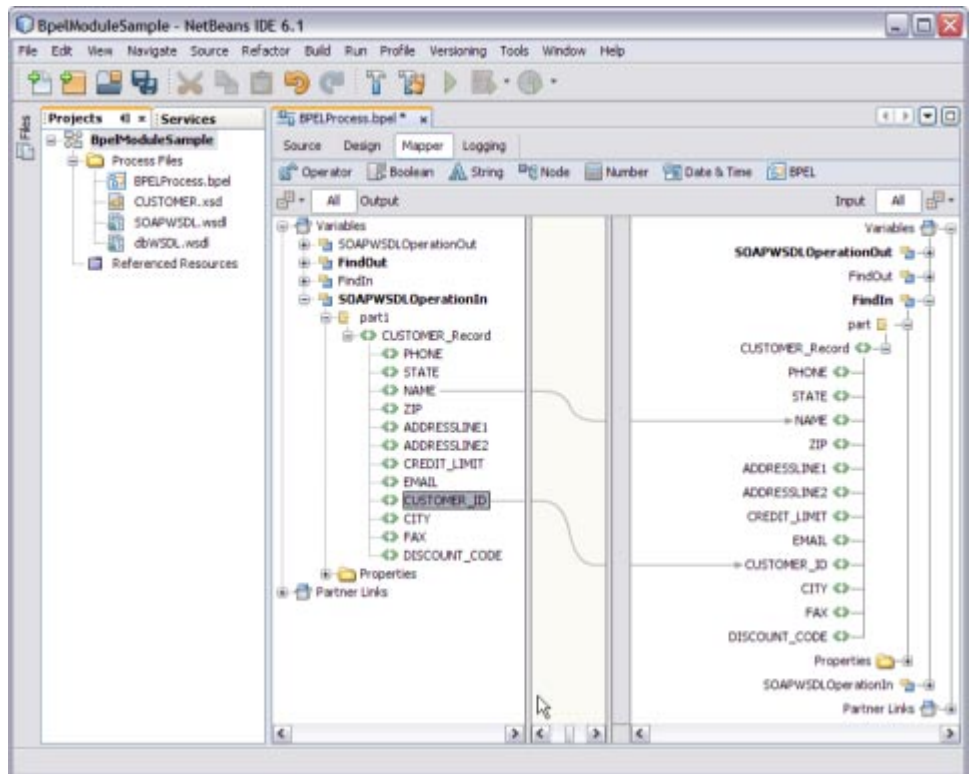 BpelModuleSample - NetBeans IDE 6.1
File Edit View Navigate Source Refactor Build Run Profile Versioning Tools Window Help
Files
Projects Services
BpelModuleSample
Process Files
BPELProcess.bpel
CUSTOMER.xsd
SOAPWSDL.wsdl
dbWSDL.wsdl
Referenced Resources
BPELProcess.bpel *
Source Design Mapper Logging
Operator Boolean String Node Number Date & Time BPEL
All Output Input All
Variables
SOAPWSDLOperationOut
FindOut
FindIn
SOAPWSDLOperationIn
part1
CUSTOMER_Record
PHONE
STATE
NAME
ZIP
ADDRESSLINE1
ADDRESSLINE2
CREDIT_LIMIT
EMAIL
CUSTOMER_ID
CITY
FAX
DISCOUNT_CODE
Properties
Partner Links
Variables
SOAPWSDLOperationOut
FindOut
FindIn
part
CUSTOMER_Record
PHONE
STATE
NAME
ZIP
ADDRESSLINE1
ADDRESSLINE2
CREDIT_LIMIT
EMAIL
CUSTOMER_ID
CITY
FAX
DISCOUNT_CODE
Properties
SOAPWSDLOperationIn
Partner Links